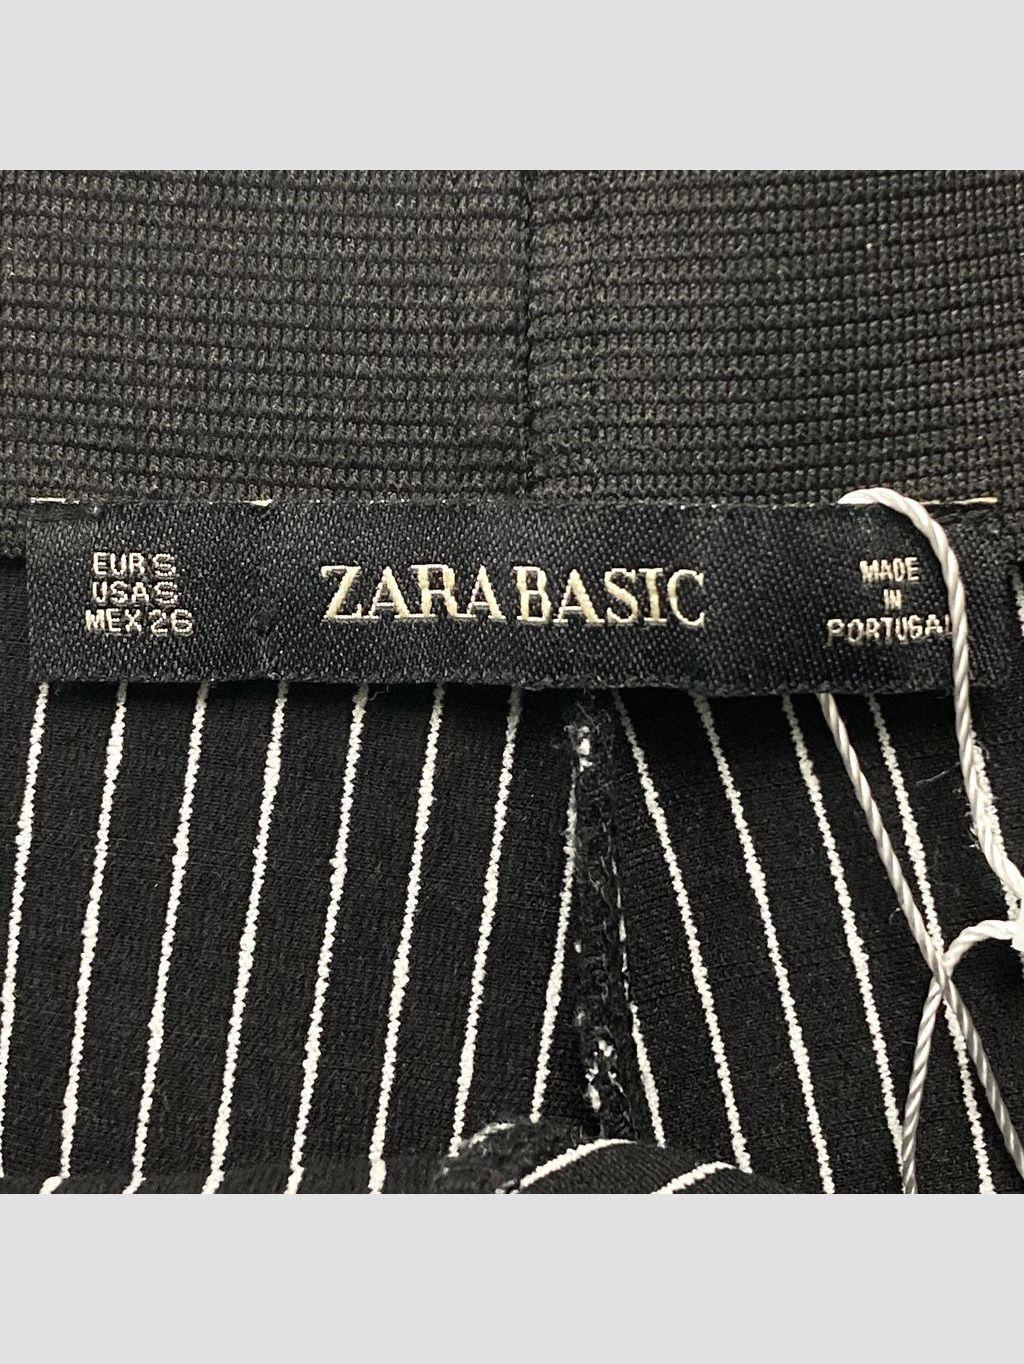 EUR S
USA S
MEX 26
ZARA BASIC
MADE
IN
PORTUGAL